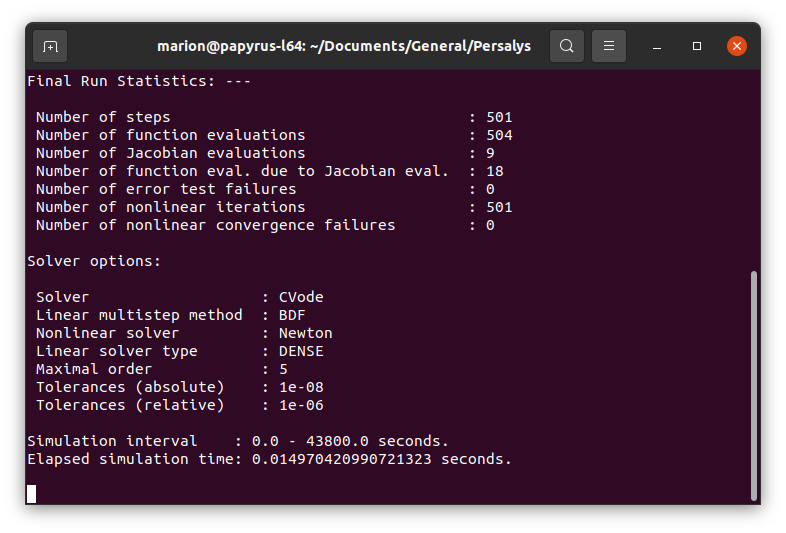 marion@papyrus-l64: ~/Documents/General/Persalys
Final Run Statistics: ---
Number of steps : 501
Number of function evaluations : 504
Number of Jacobian evaluations : 9
Number of function eval. due to Jacobian eval. : 18
Number of error test failures : 0
Number of nonlinear iterations : 501
Number of nonlinear convergence failures : 0
Solver options:
Solver : CVode
Linear multistep method : BDF
Nonlinear solver : Newton
Linear solver type : DENSE
Maximal order : 5
Tolerances (absolute) : 1e-08
Tolerances (relative) : 1e-06
Simulation interval : 0.0 - 43800.0 seconds.
Elapsed simulation time: 0.014970420990721323 seconds.